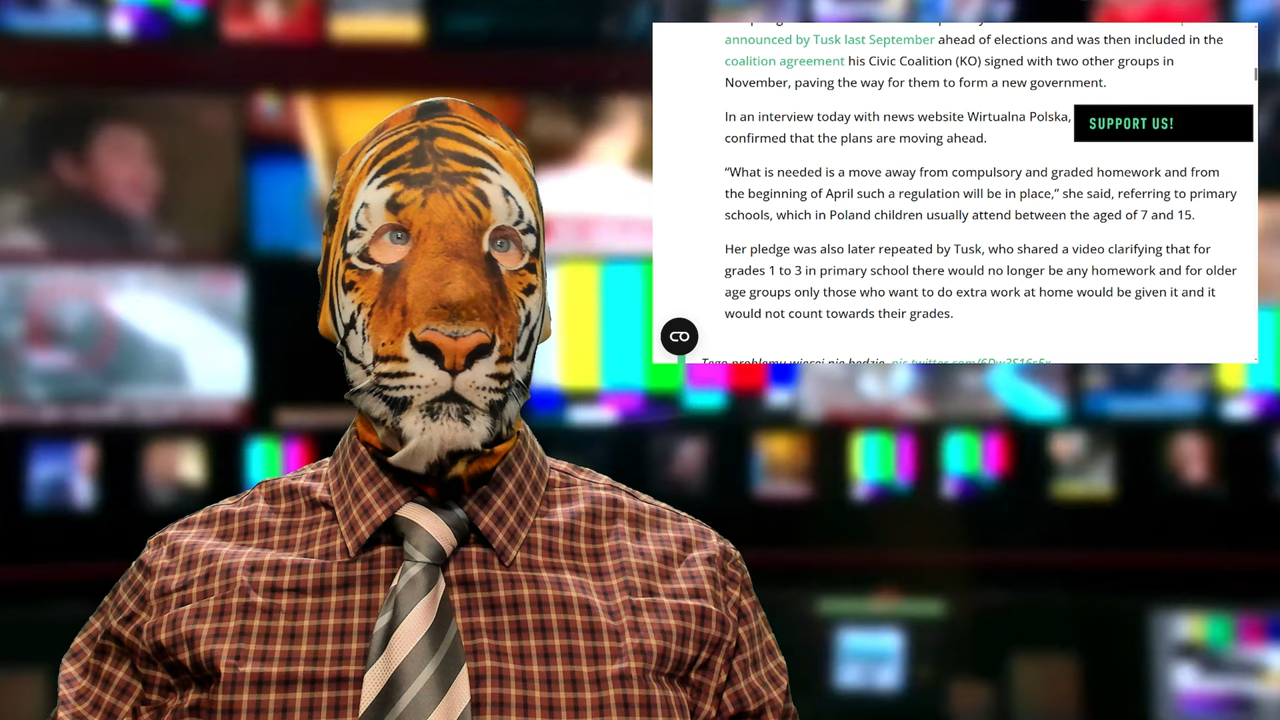 announced by Tusk last September ahead of elections and was then included in the
coalition agreement his Civic Coalition (KO) signed with two other groups in
November, paving the way for them to form a new government.
In an interview today with news website Wirtualna Polska,
confirmed that the plans are moving ahead.
SUPPORT US!
“What is needed is a move away from compulsory and graded homework and from
the beginning of April such a regulation will be in place,” she said, referring to primary
schools, which in Poland children usually attend between the aged of 7 and 15.
Her pledge was also later repeated by Tusk, who shared a video clarifying that for
grades 1 to 3 in primary school there would no longer be any homework and for older
age groups only those who want to do extra work at home would be given it and it
would not count towards their grades.